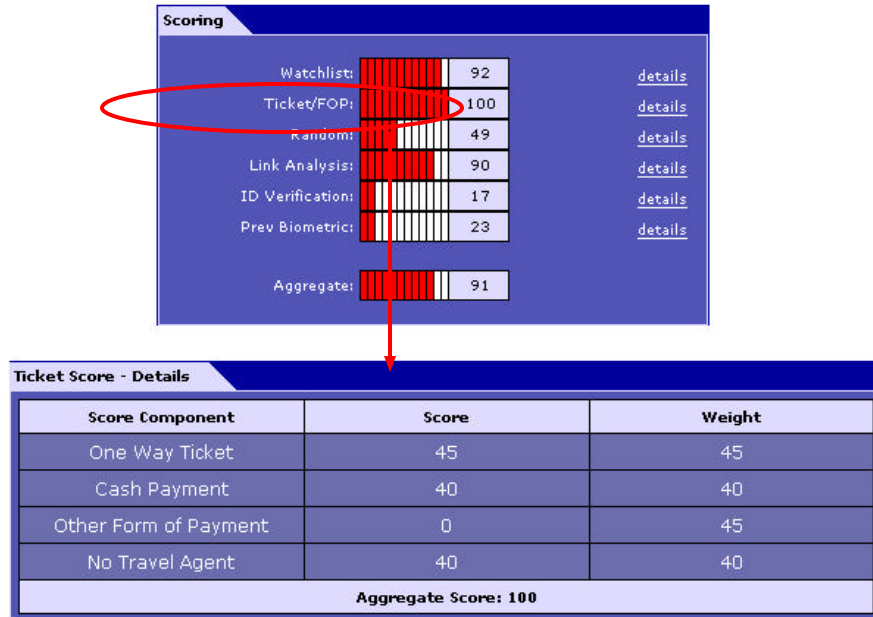 Scoring
Watchlist: 92 details
Ticket/FOP: 100 details
Random: 49 details
Link Analysis: 90 details
ID Verification: 17 details
Prev Biometric: 23 details
Aggregate: 91
Ticket Score - Details
Score Component Score Weight
One Way Ticket 45 45
Cash Payment 40 40
Other Form of Payment 0 45
No Travel Agent 40 40
Aggregate Score: 100